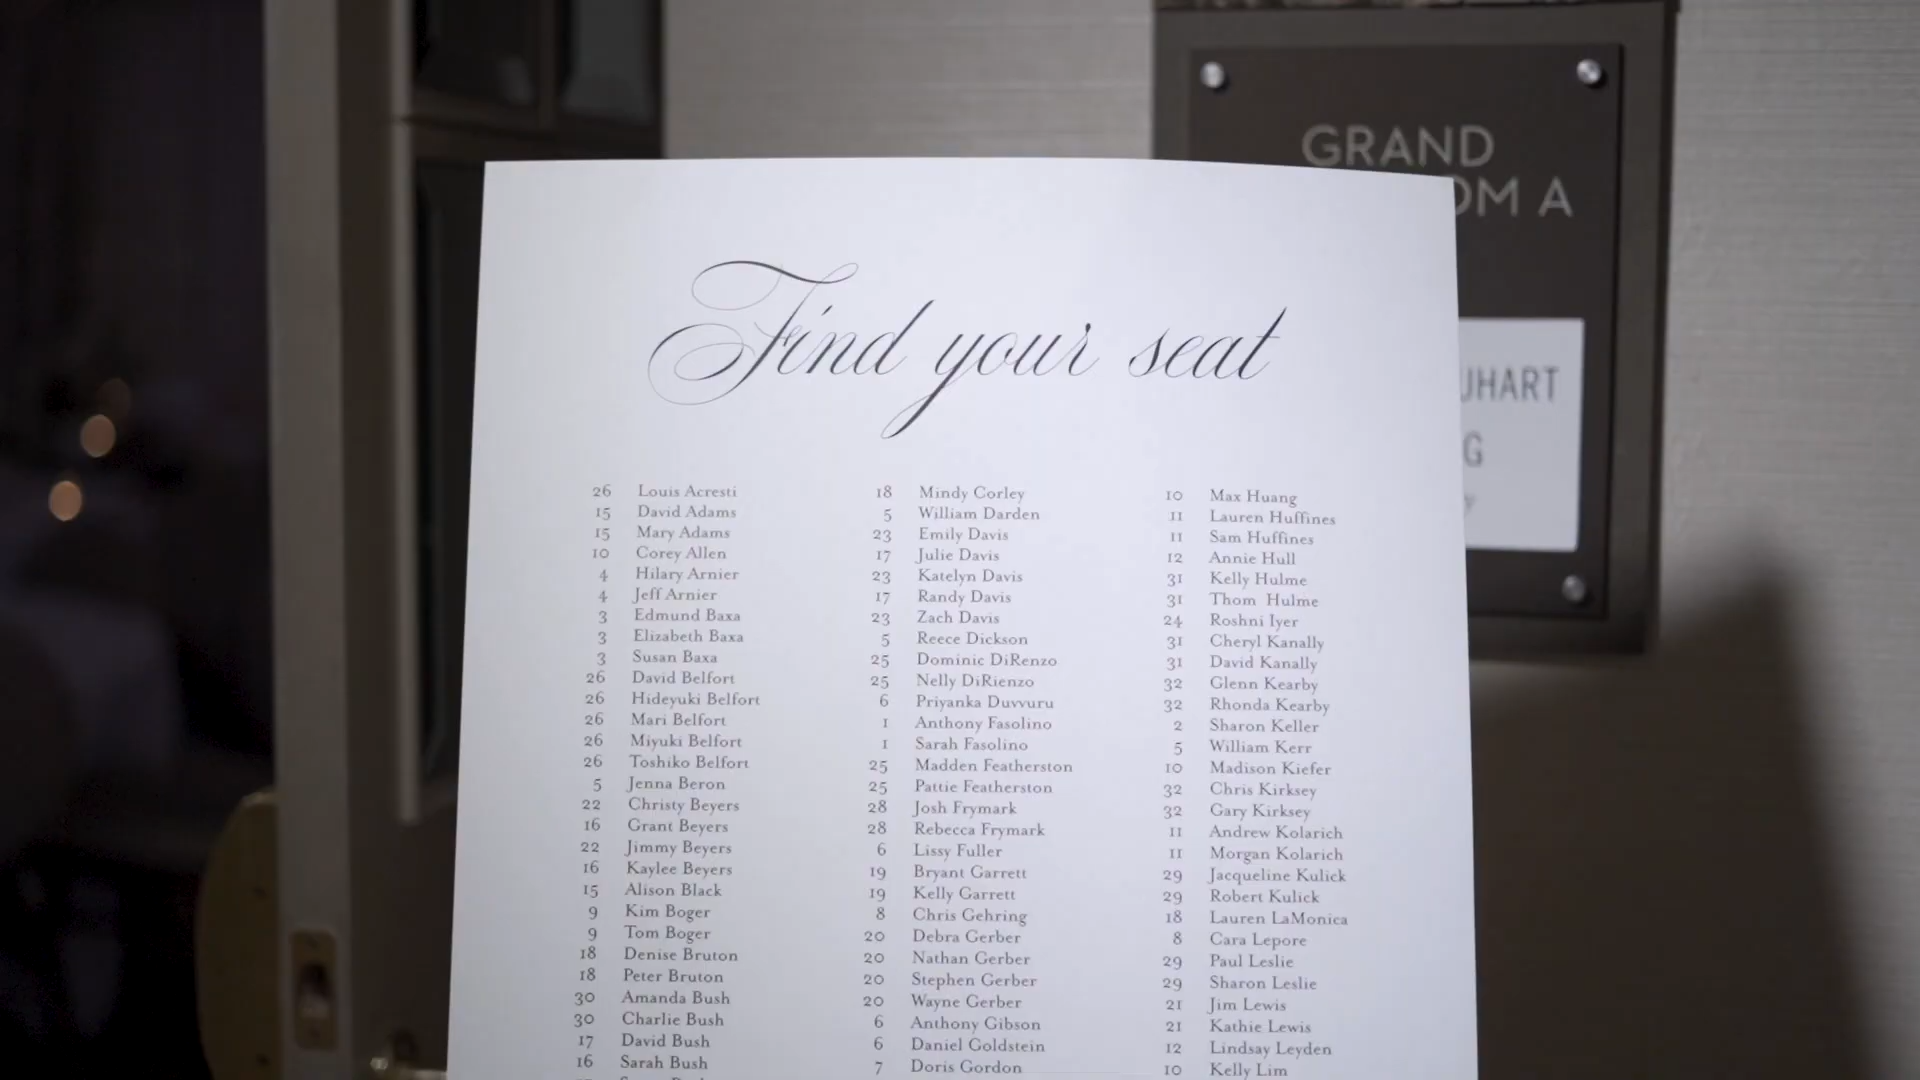 GRAND
OM A
UHART
G
Find your seat
26 Louis Acresti
15 David Adams
15 Mary Adams
10 Corey Allen
4 Hilary Arnier
4 Jeff Arnier
3 Edmund Baxa
3 Elizabeth Baxa
3 Susan Baxa
26 David Belfort
26 Hideyuki Belfort
26 Mari Belfort
26 Miyuki Belfort
26 Toshiko Belfort
5 Jenna Beron
22 Christy Beyers
16 Grant Beyers
22 Jimmy Beyers
16 Kaylee Beyers
15 Alison Black
9 Kim Boger
9 Tom Boger
18 Denise Bruton
18 Peter Bruton
30 Amanda Bush
30 Charlie Bush
17 David Bush
16 Sarah Bush
18 Mindy Corley
5 William Darden
23 Emily Davis
17 Julie Davis
23 Katelyn Davis
17 Randy Davis
23 Zach Davis
5 Reece Dickson
25 Dominic DiRenzo
25 Nelly DiRienzo
6 Priyanka Duvvuru
1 Anthony Fasolino
1 Sarah Fasolino
25 Madden Featherston
25 Pattie Featherston
28 Josh Frymark
28 Rebecca Frymark
6 Lissy Fuller
19 Bryant Garrett
19 Kelly Garrett
8 Chris Gehring
20 Debra Gerber
20 Nathan Gerber
20 Stephen Gerber
20 Wayne Gerber
6 Anthony Gibson
6 Daniel Goldstein
7 Doris Gordon
10 Max Huang
11 Lauren Huffines
11 Sam Huffines
12 Annie Hull
31 Kelly Hulme
31 Thom Hulme
24 Roshni Iyer
31 Cheryl Kanally
31 David Kanally
32 Glenn Kearby
32 Rhonda Kearby
2 Sharon Keller
5 William Kerr
10 Madison Kiefer
32 Chris Kirksey
32 Gary Kirksey
11 Andrew Kolarich
11 Morgan Kolarich
29 Jacqueline Kulick
29 Robert Kulick
18 Lauren LaMonica
8 Cara Lepore
29 Paul Leslie
29 Sharon Leslie
21 Jim Lewis
21 Kathie Lewis
12 Lindsay Leyden
10 Kelly Lim